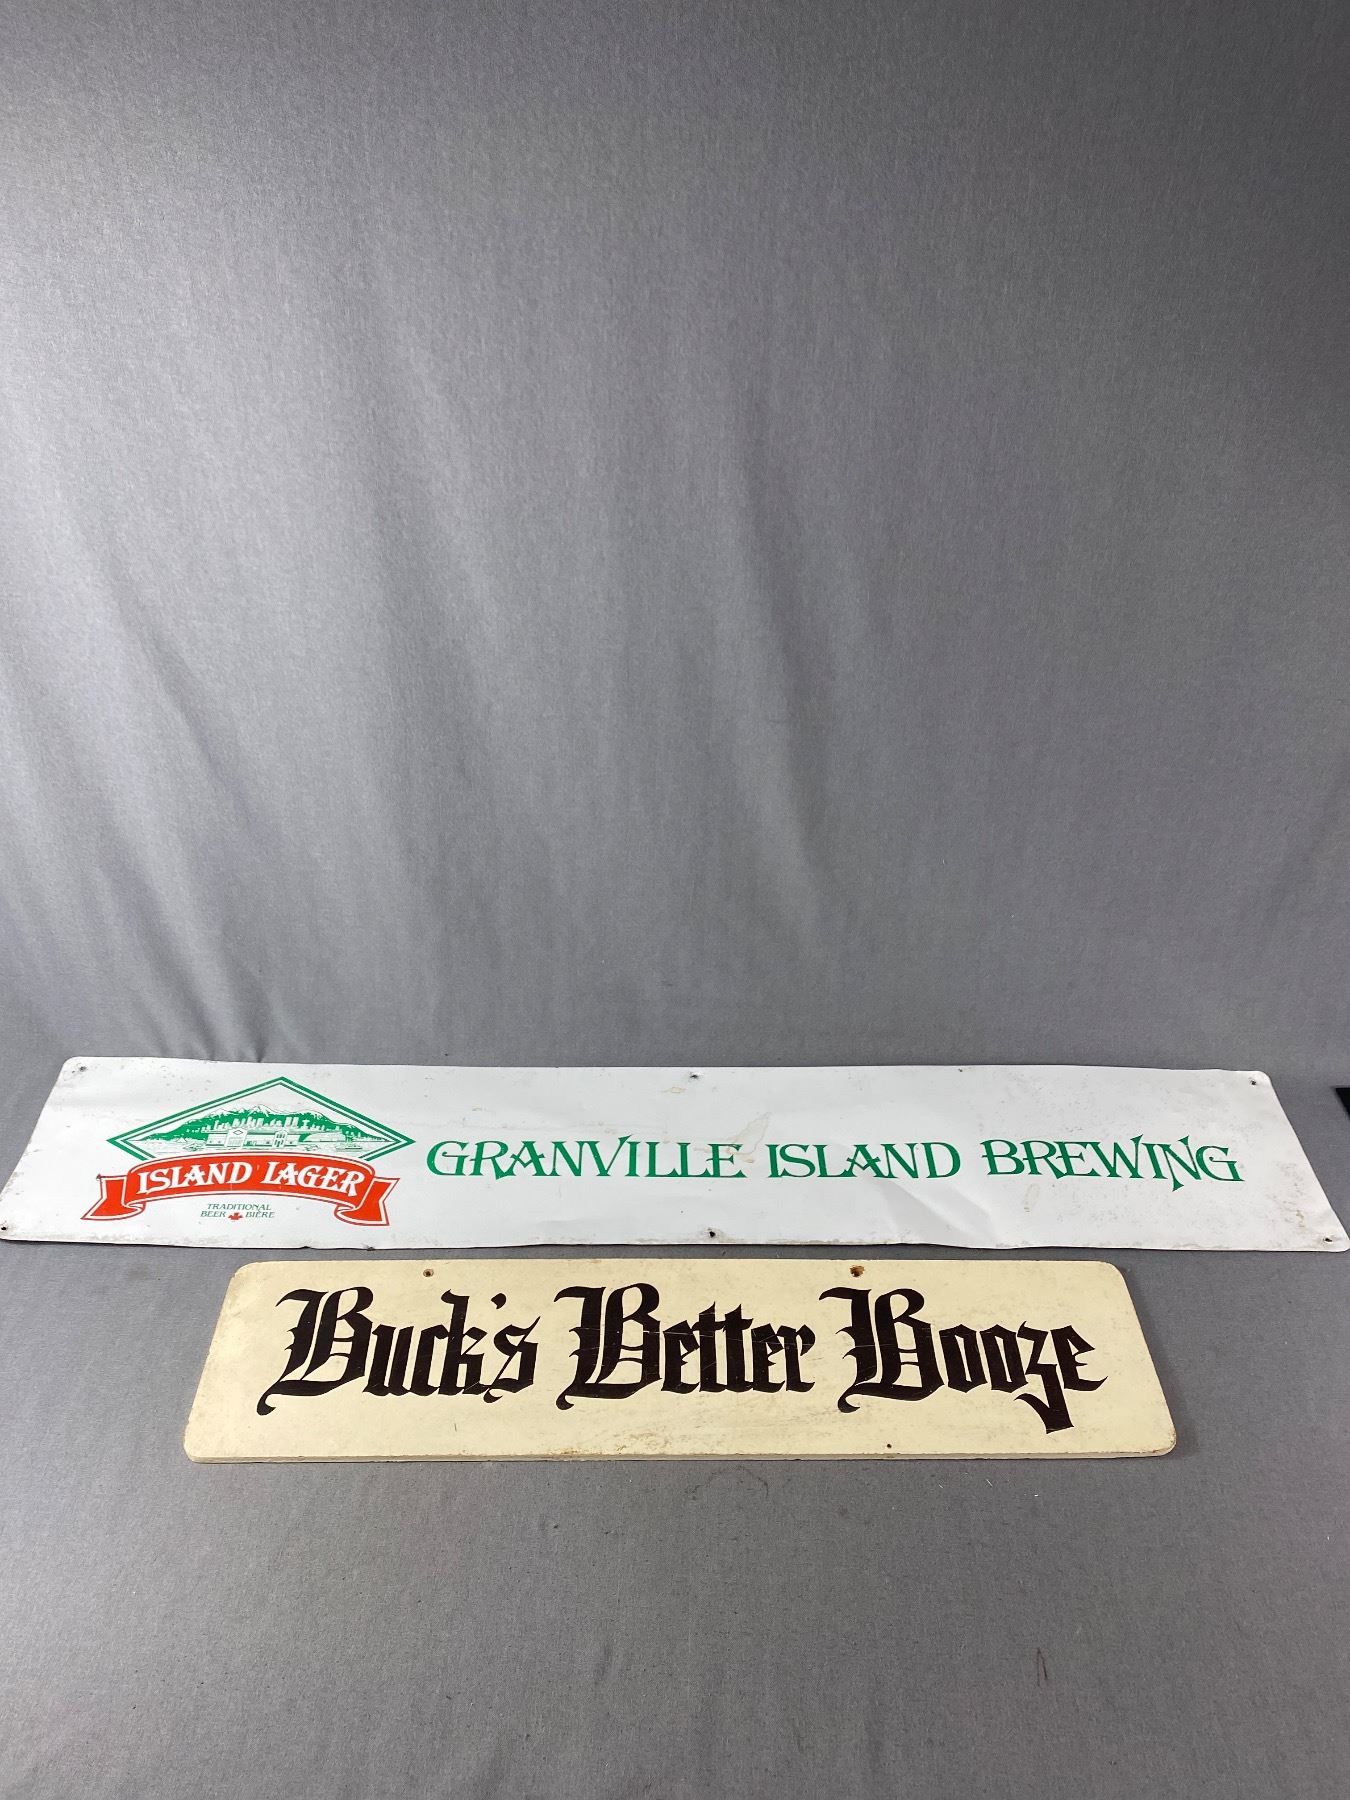 ISLAND LAGER
TRADITIONAL
BEER BIÈRE
GRANVILLE ISLAND BREWING
Buck's Better Booze